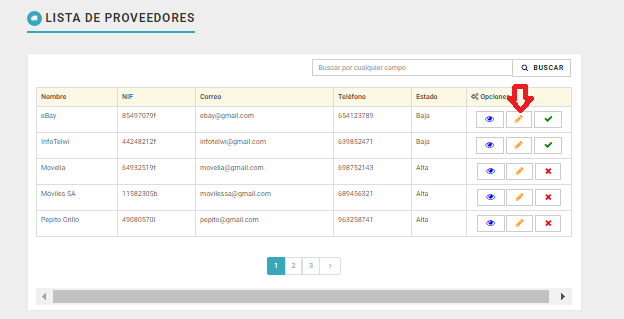 LISTA DE PROVEEDORES
Buscar por cualquier campo BUSCAR
Nombre NIF Correo Teléfono Estado Opciones
eBay 85497079f ebay@gmail.com 654123789 Baja
InfoTelwi 44248212f infotelwi@gmail.com 639852471 Baja
Movelia 64932519t movelia@gmail.com 698752143 Alta
Móviles SA 11582305b movilessa@gmail.com 689456321 Alta
Pepito Grillo 49080570l pepito@gmail.com 963258741 Alta
1 2 3 ›